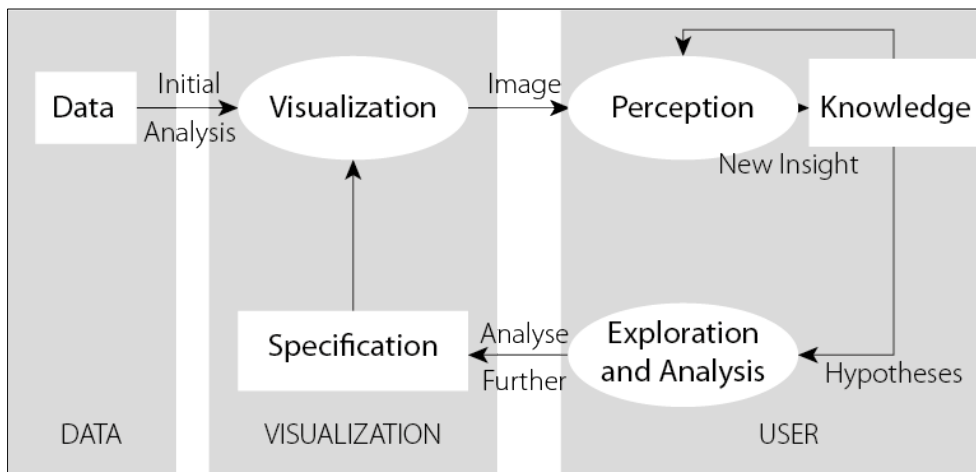 Data
Initial
Analysis
Visualization
Image
Perception
Knowledge
New Insight
Specification
Analyse
Further
Exploration
and Analysis
Hypotheses
DATA
VISUALIZATION
USER